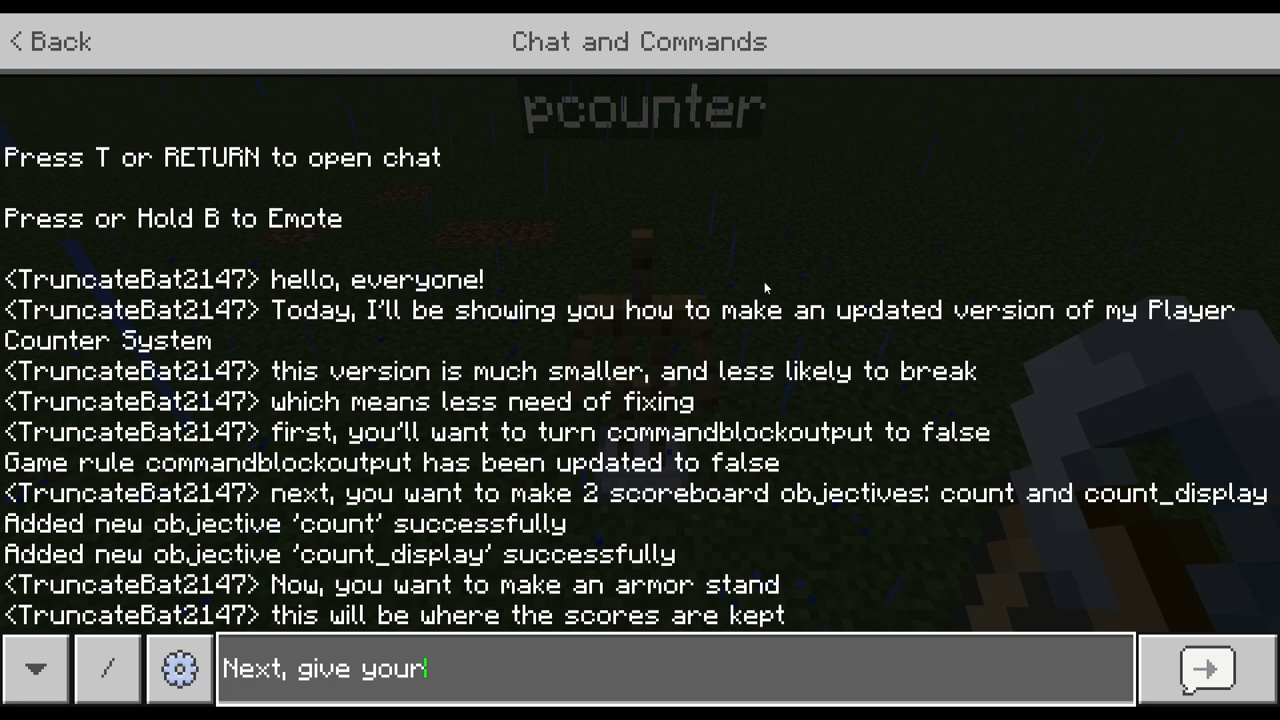 < Back
Chat and Commands
pcounter
Press T or RETURN to open chat
Press or Hold B to Emote
<TruncateBat2147> hello, everyone!
<TruncateBat2147> Today, I'll be showing you how to make an updated version of my Player
Counter System
<TruncateBat2147> this version is much smaller, and less likely to break
<TruncateBat2147> which means less need of fixing
<TruncateBat2147> first, you'll want to turn commandblockoutput to false
Game rule commandblockoutput has been updated to false
<TruncateBat2147> next, you want to make 2 scoreboard objectives: count and count_display
Added new objective 'count' successfully
Added new objective 'count_display' successfully
<TruncateBat2147> Now, you want to make an armor stand
<TruncateBat2147> this will be where the scores are kept
/
Next, give your